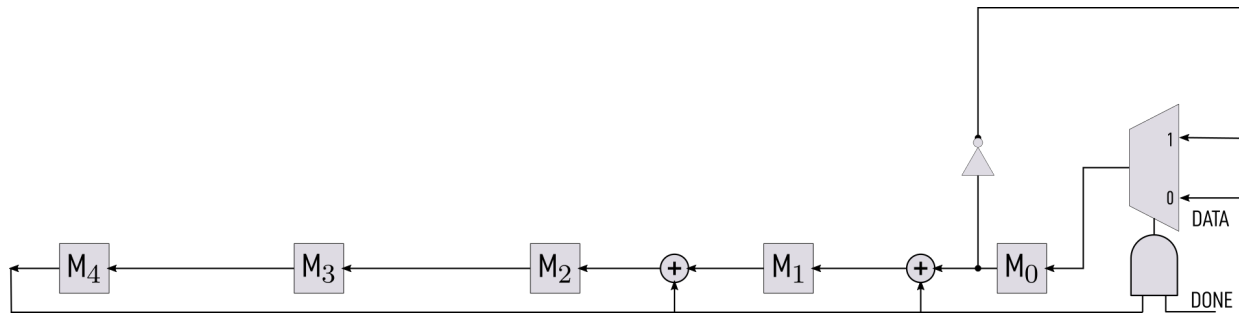 1
0
DATA
M₄
M₃
M₂
+
M₁
+
M₀
DONE